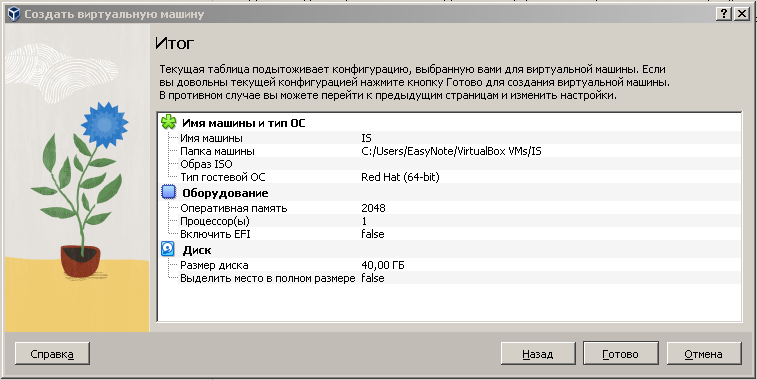 Создать виртуальную машину
Итог
Текущая таблица подытоживает конфигурацию, выбранную вами для виртуальной машины. Если
вы довольны текущей конфигурацией нажмите кнопку Готово для создания виртуальной машины.
В противном случае вы можете перейти к предыдущим страницам и изменить настройки.
Имя машины и тип ОС
Имя машины IS
Папка машины C:/Users/EasyNote/VirtualBox VMs/IS
Образ ISO
Тип гостевой ОС Red Hat (64-bit)
Оборудование
Оперативная память 2048
Процессор(ы) 1
Включить EFI false
Диск
Размер диска 40,00 ГБ
Выделить место в полном размере false
Справка Назад Готово Отмена